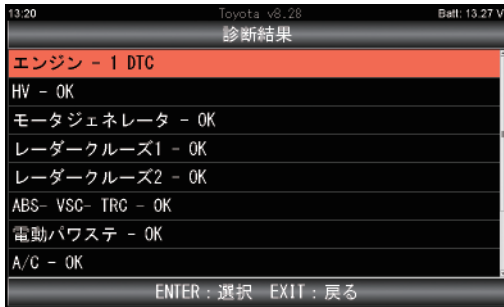 13:20 Toyota v8.28 Batt: 13.27 V
診断結果
エンジン - 1 DTC
HV - OK
モータジェネレータ - OK
レーダークルーズ1 - OK
レーダークルーズ2 - OK
ABS- VSC- TRC - OK
電動パワステ - OK
A/C - OK
ENTER：選択 EXIT：戻る